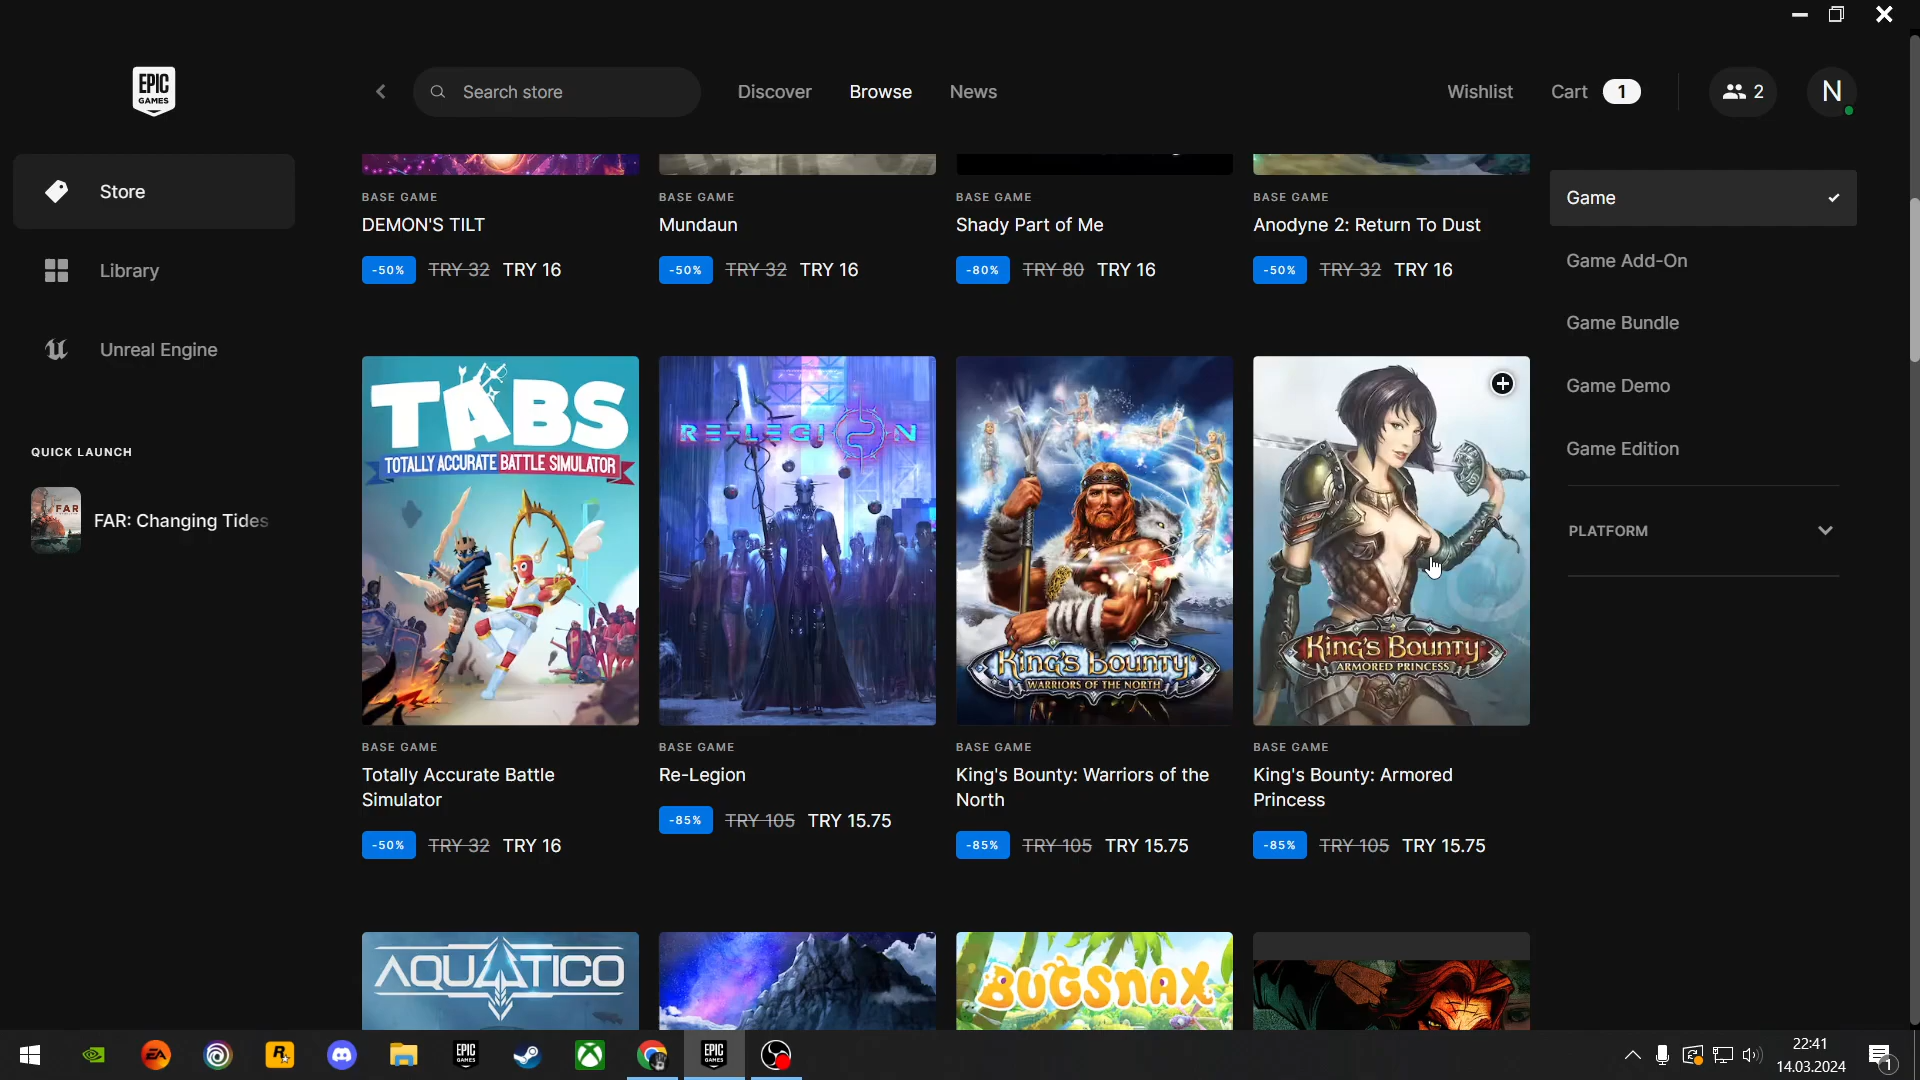 EPIC
GAMES
Search store
Discover
Browse
News
Wishlist
Cart
1
2
N
Store
Library
Unreal Engine
QUICK LAUNCH
FAR
FAR: Changing Tides
BASE GAME
DEMON'S TILT
-50% TRY 32 TRY 16
BASE GAME
Mundaun
-50% TRY 32 TRY 16
BASE GAME
Shady Part of Me
-80% TRY 80 TRY 16
BASE GAME
Anodyne 2: Return To Dust
-50% TRY 32 TRY 16
TABS
TOTALLY ACCURATE BATTLE SIMULATOR
BASE GAME
Totally Accurate Battle
Simulator
-50% TRY 32 TRY 16
RE-LEGION
BASE GAME
Re-Legion
-85% TRY 105 TRY 15.75
King's Bounty
WARRIORS OF THE NORTH
BASE GAME
King's Bounty: Warriors of the
North
-85% TRY 105 TRY 15.75
King's Bounty
ARMORED PRINCESS
BASE GAME
King's Bounty: Armored
Princess
-85% TRY 105 TRY 15.75
AQUATICO
BUGSNAX
Game
Game Add-On
Game Bundle
Game Demo
Game Edition
PLATFORM
EA
R
EPIC
GAMES
EPIC
GAMES
22:41
14.03.2024
1